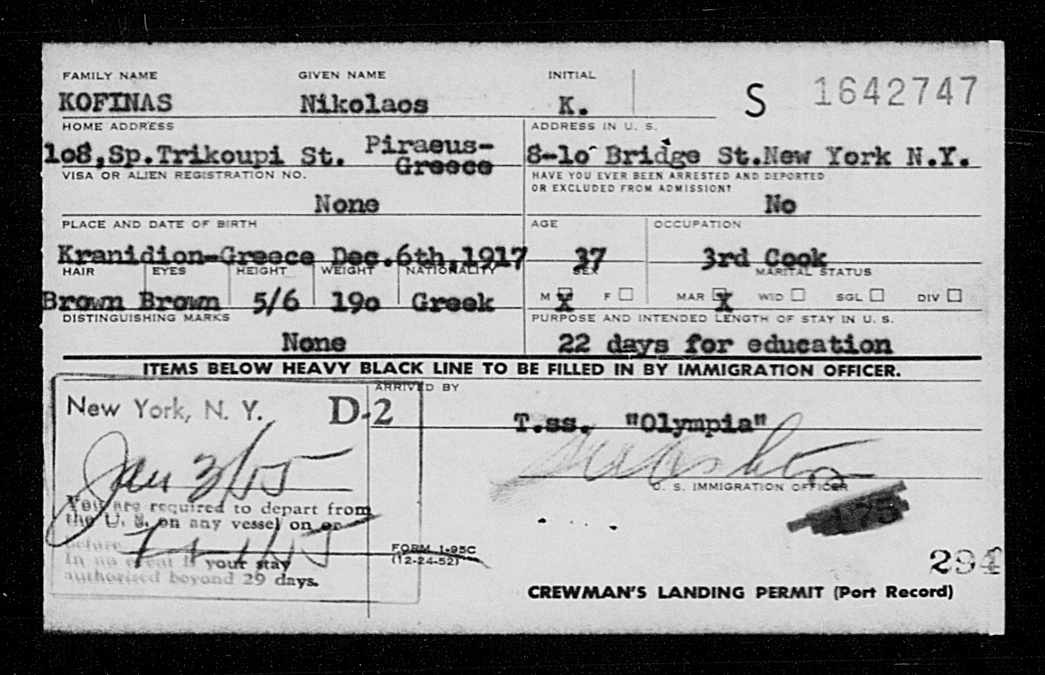 FAMILY NAME GIVEN NAME INITIAL
KOFINAS Nikolaos K. S 1642747
HOME ADDRESS ADDRESS IN U. S.
1o8,Sp.Trikoupi St. Piraeus-Greece 8-1o Bridge St.New York N.Y.
VISA OR ALIEN REGISTRATION NO. HAVE YOU EVER BEEN ARRESTED AND DEPORTED
OR EXCLUDED FROM ADMISSION?
None No
PLACE AND DATE OF BIRTH AGE OCCUPATION
Kranidion-Greece Dec.6th,1917 37 3rd Cook
HAIR EYES HEIGHT WEIGHT NATIONALITY SEX MARITAL STATUS
Brown Brown 5/6 19o Greek M X F MAR X WID SGL DIV
DISTINGUISHING MARKS PURPOSE AND INTENDED LENGTH OF STAY IN U. S.
None 22 days for education
ITEMS BELOW HEAVY BLACK LINE TO BE FILLED IN BY IMMIGRATION OFFICER.
ARRIVED BY
New York, N. Y. D-2
T.ss. "Olympia"
Jan 3/55
U. S. IMMIGRATION OFFICER
You are required to depart from
the U. S. on any vessel on or
before
In no event is your stay
authorized beyond 29 days.
FORM I-95C
(12-24-52)
294
CREWMAN'S LANDING PERMIT (Port Record)